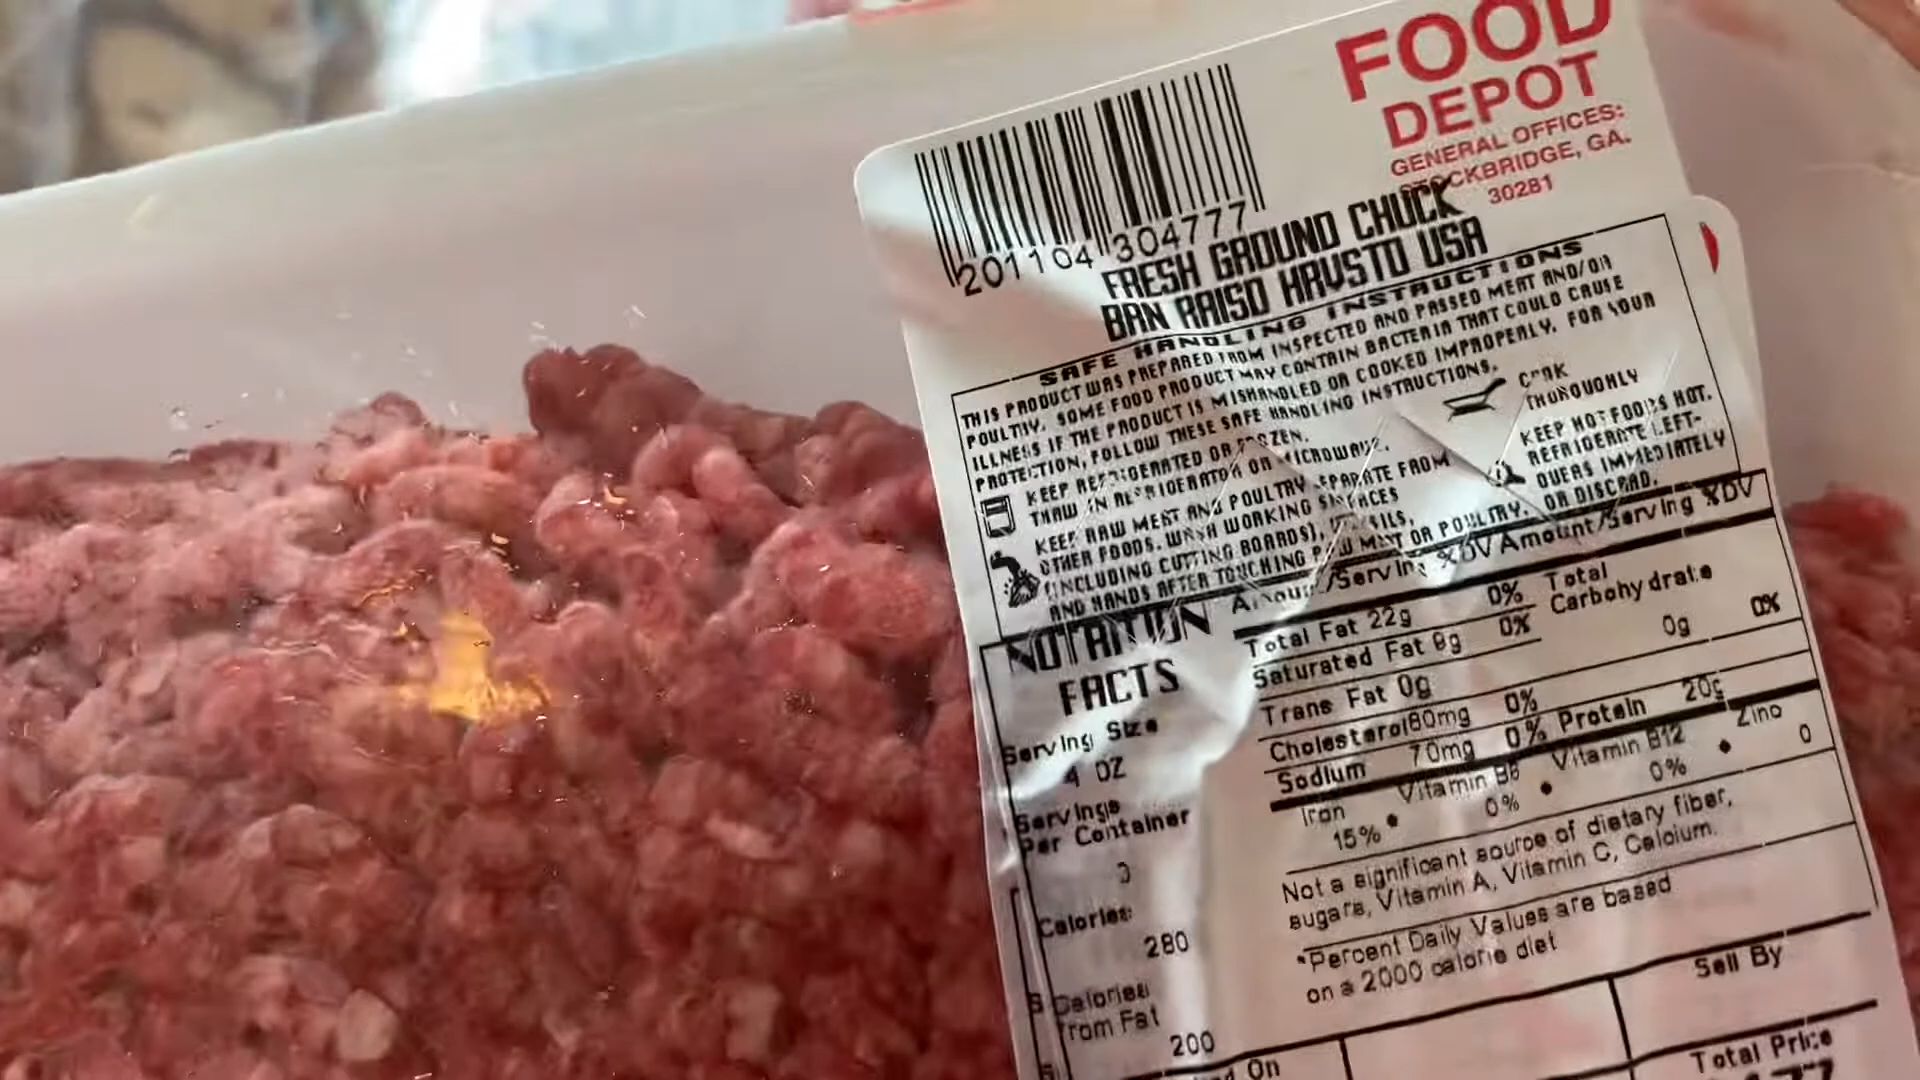 FOOD
DEPOT
GENERAL OFFICES:
STOCKBRIDGE, GA.
30281
201104 304777
FRESH GROUND CHUCK
BRN RAISD HRVSTD USA
SAFE HANDLING INSTRUCTIONS
THIS PRODUCT WAS PREPARED FROM INSPECTED AND PASSED MEAT AND/OR
POULTRY. SOME FOOD PRODUCT MAY CONTAIN BACTERIA THAT COULD CAUSE
ILLNESS IF THE PRODUCT IS MISHANDLED OR COOKED IMPROPERLY. FOR YOUR
PROTECTION, FOLLOW THESE SAFE HANDLING INSTRUCTIONS.
KEEP REFRIGERATED OR FROZEN.
THAW IN REFRIGERATOR OR MICROWAVE.
KEEP RAW MEAT AND POULTRY SEPARATE FROM
OTHER FOODS. WASH WORKING SURFACES
(INCLUDING CUTTING BOARDS), UTENSILS,
AND HANDS AFTER TOUCHING RAW MEAT OR POULTRY.
COOK
THOROUGHLY
KEEP HOT FOODS HOT.
REFRIGERATE LEFT-
OVERS IMMEDIATELY
OR DISCARD.
NUTRITION
FACTS
Serving Size
4 OZ
Servings
Per Container
Calories:
280
Calories
from Fat
200
Amount/Serving %DV Amount/Serving %DV
Total Fat 22g 0%
Saturated Fat 8g 0%
Trans Fat 0g
Cholesterol 80mg 0%
Sodium 70mg 0%
Total
Carbohydrate
0g 0%
Protein 20g
Iron • Vitamin B6 • Vitamin B12 • Zinc
15% 0% 0% 0
Not a significant source of dietary fiber,
sugars, Vitamin A, Vitamin C, Calcium.
*Percent Daily Values are based
on a 2000 calorie diet
On
Sell By
Total Price